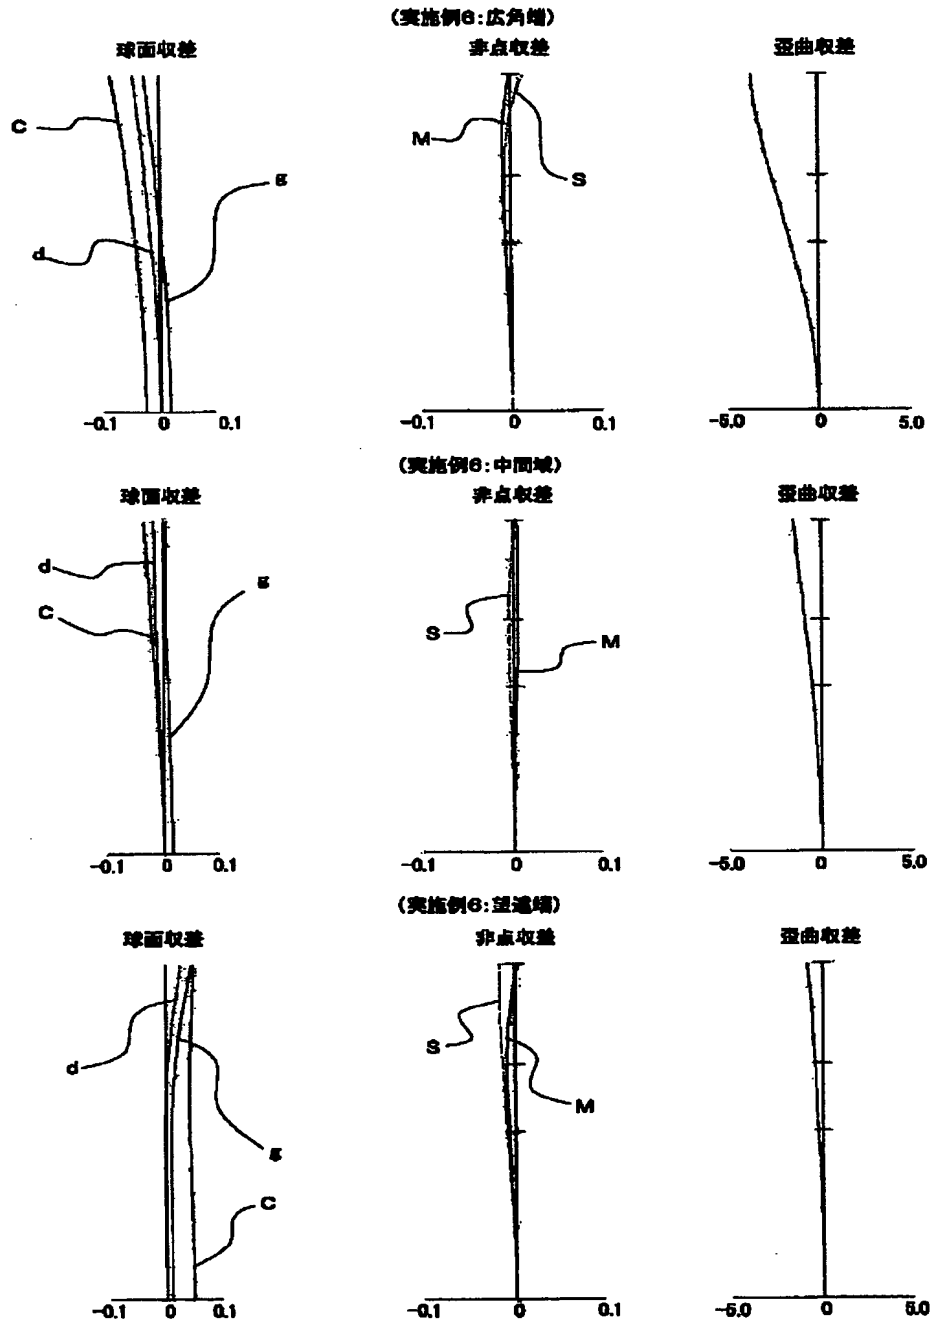 (実施例6:広角端)
球面収差
非点収差
歪曲収差
C
d
g
M
S
-0.1 0 0.1
-0.1 0 0.1
-5.0 0 5.0
(実施例6:中間域)
球面収差
非点収差
歪曲収差
d
C
g
S
M
-0.1 0 0.1
-0.1 0 0.1
-5.0 0 5.0
(実施例6:望遠端)
球面収差
非点収差
歪曲収差
d
g
C
S
M
-0.1 0 0.1
-0.1 0 0.1
-5.0 0 5.0